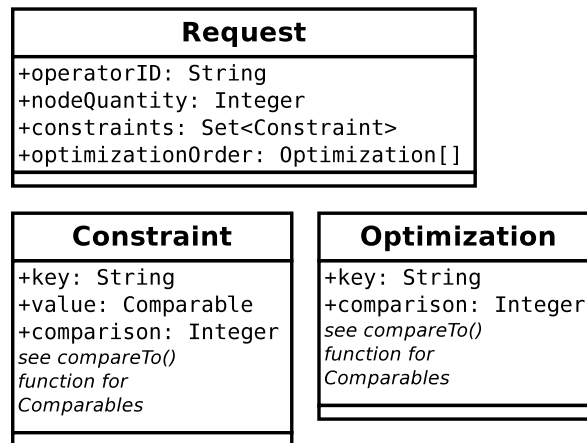 Request
+operatorID: String
+nodeQuantity: Integer
+constraints: Set<Constraint>
+optimizationOrder: Optimization[]
Constraint
+key: String
+value: Comparable
+comparison: Integer
see compareTo()
function for
Comparables
Optimization
+key: String
+comparison: Integer
see compareTo()
function for
Comparables